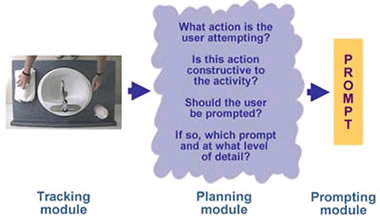 What action is the
user attempting?
Is this action
constructive to
the activity?
Should the user
be prompted?
If so, which prompt
and at what level
of detail?
PROMPT
Tracking
module
Planning
module
Prompting
module